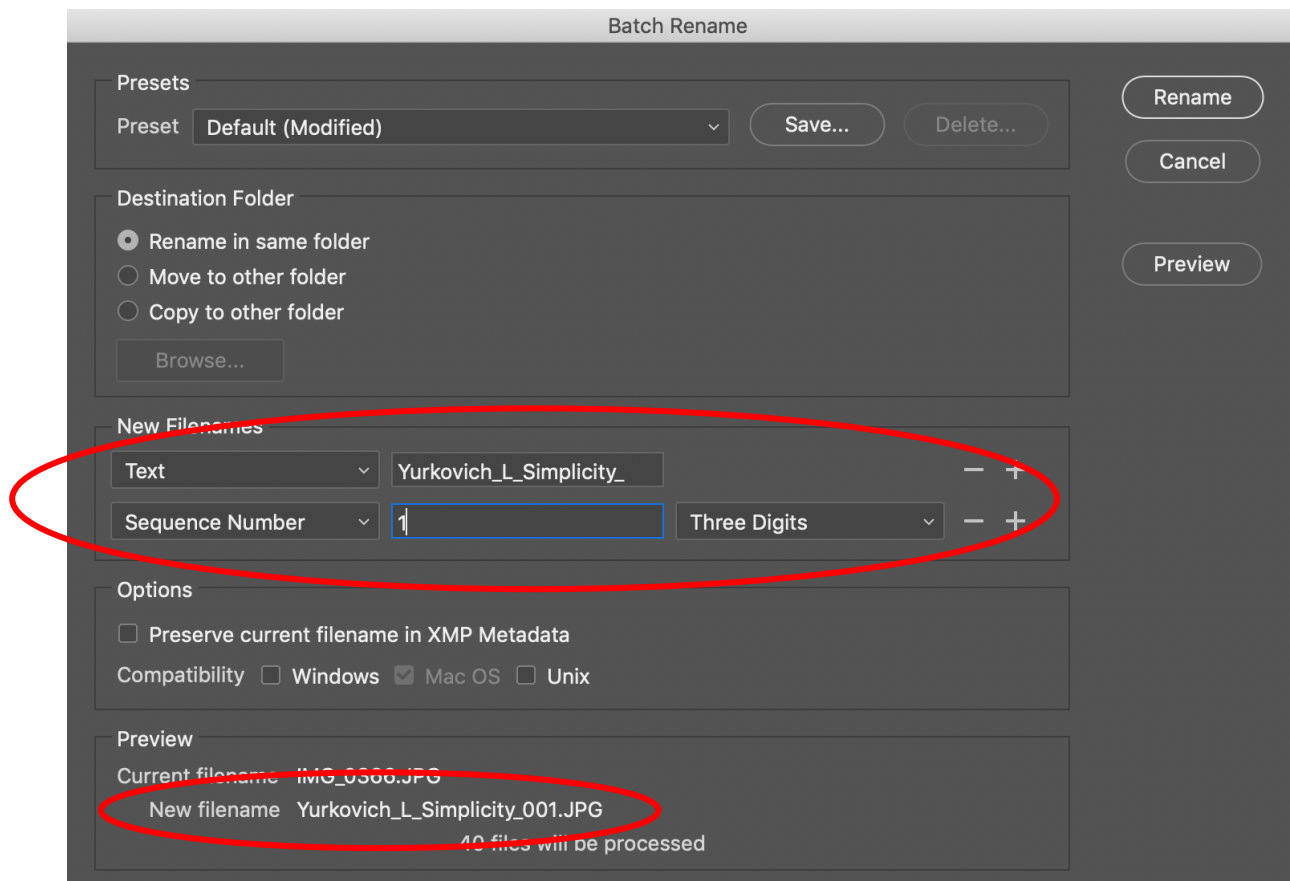 Batch Rename
Presets
Preset Default (Modified) Save... Delete... Rename
Cancel
Destination Folder
Rename in same folder
Move to other folder
Copy to other folder
Preview
Browse...
New Filenames
Text Yurkovich_L_Simplicity_ − +
Sequence Number 1 Three Digits − +
Options
Preserve current filename in XMP Metadata
Compatibility Windows Mac OS Unix
Preview
Current filename IMG_0366.JPG
New filename Yurkovich_L_Simplicity_001.JPG
40 files will be processed